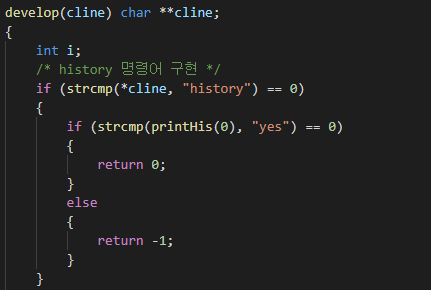 develop(cline) char **cline;
{
    int i;
    /* history 명령어 구현 */
    if (strcmp(*cline, "history") == 0)
    {
        if (strcmp(printHis(0), "yes") == 0)
        {
            return 0;
        }
        else
        {
            return -1;
        }
    }